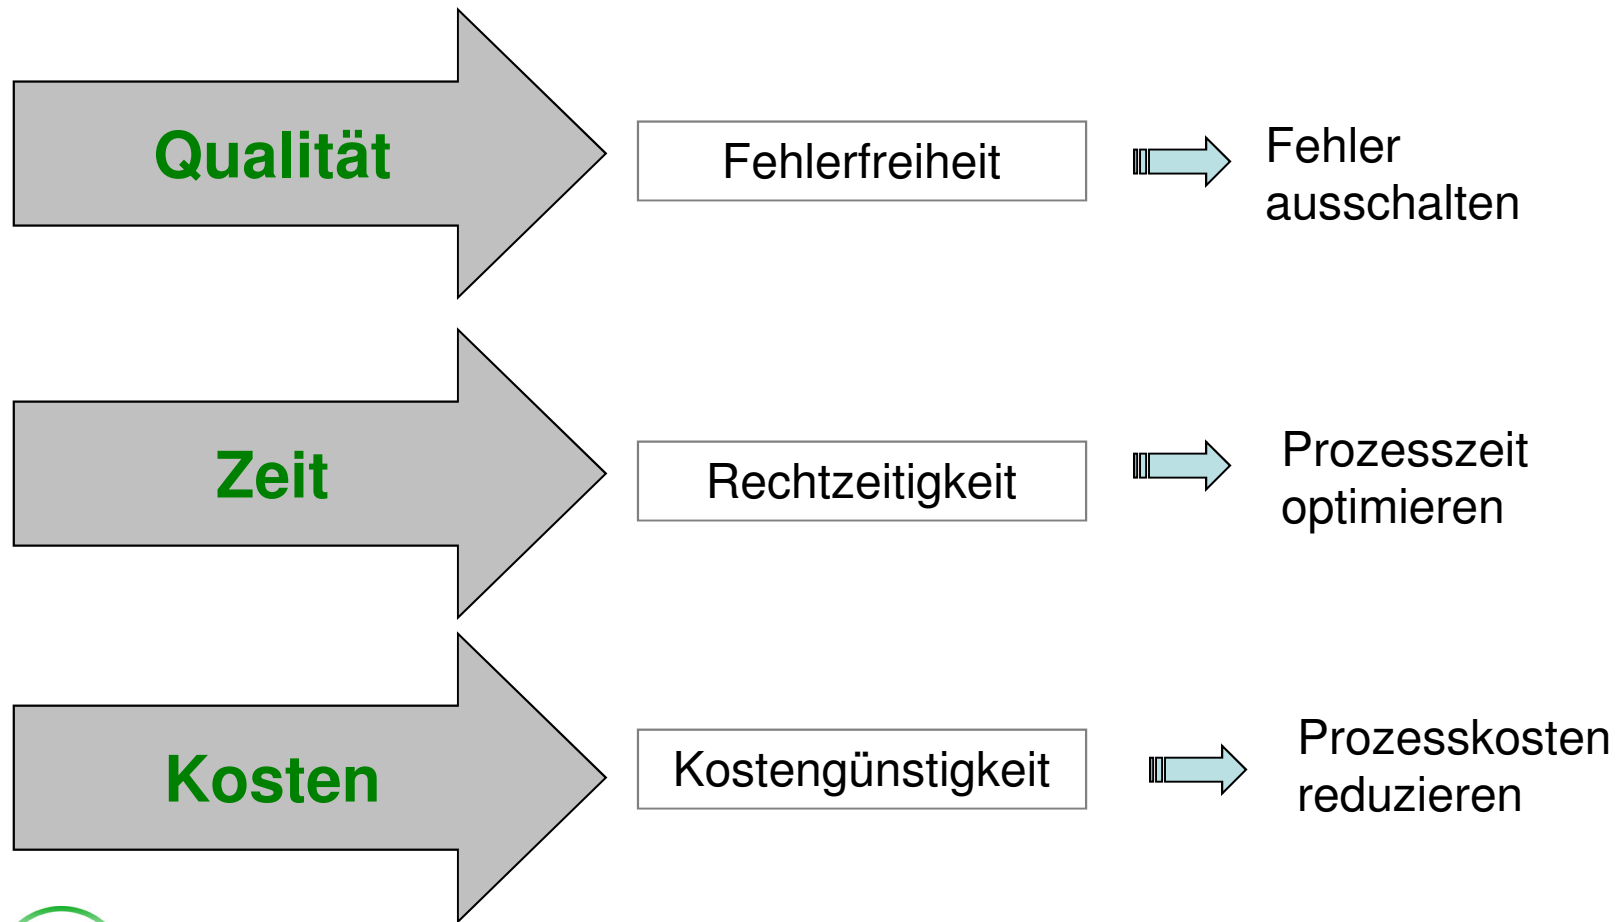 Qualität
Fehlerfreiheit
Fehler
ausschalten
Zeit
Rechtzeitigkeit
Prozesszeit
optimieren
Kosten
Kostengünstigkeit
Prozesskosten
reduzieren